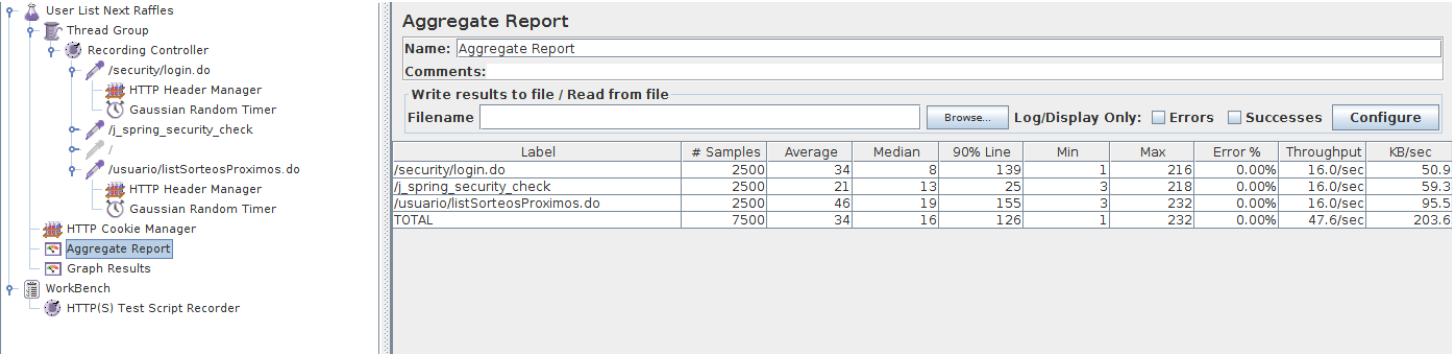 User List Next Raffles
Thread Group
Recording Controller
/security/login.do
HTTP Header Manager
Gaussian Random Timer
/j_spring_security_check
/
/usuario/listSorteosProximos.do
HTTP Header Manager
Gaussian Random Timer
HTTP Cookie Manager
Aggregate Report
Graph Results
WorkBench
HTTP(S) Test Script Recorder
Aggregate Report
Name: Aggregate Report
Comments:
Write results to file / Read from file
Filename Browse... Log/Display Only: Errors Successes Configure
Label # Samples Average Median 90% Line Min Max Error % Throughput KB/sec
/security/login.do 2500 34 8 139 1 216 0.00% 16.0/sec 50.9
/j_spring_security_check 2500 21 13 25 3 218 0.00% 16.0/sec 59.3
/usuario/listSorteosProximos.do 2500 46 19 155 3 232 0.00% 16.0/sec 95.5
TOTAL 7500 34 16 126 1 232 0.00% 47.6/sec 203.6